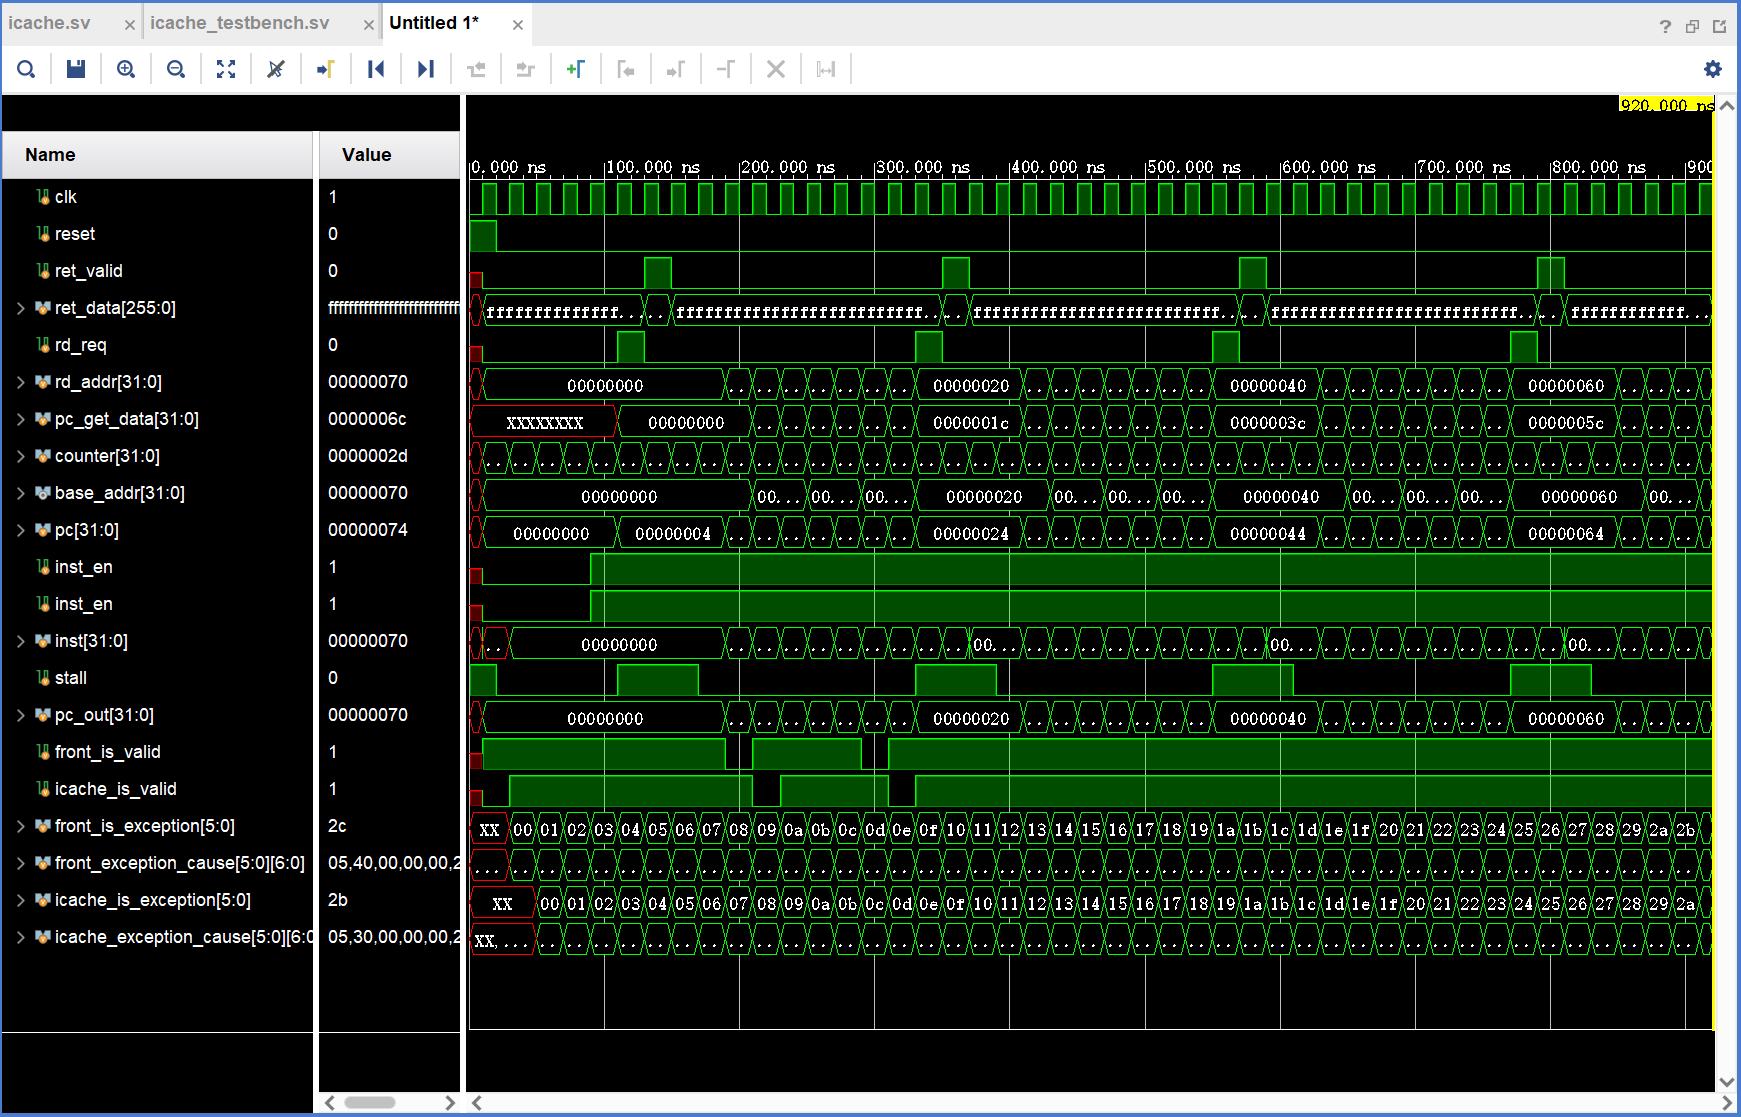 icache.sv × icache_testbench.sv × Untitled 1* ×
920.000 ns
Name Value
0.000 ns 100.000 ns 200.000 ns 300.000 ns 400.000 ns 500.000 ns 600.000 ns 700.000 ns 800.000 ns 900
clk 1
reset 0
ret_valid 0
ret_data[255:0] ffffffffffffffffffffffffff ffffffffffffff... ... ffffffffffffffffffffffffff... ... ffffffffffffffffffffffffff... ... ffffffffffffffffffffffffff... ... ffffffffffff...
rd_req 0
rd_addr[31:0] 00000070 00000000 00000020 00000040 00000060
pc_get_data[31:0] 0000006c XXXXXXXX 00000000 0000001c 0000003c 0000005c
counter[31:0] 0000002d
base_addr[31:0] 00000070 00000000 00... 00... 00... 00000020 00... 00... 00... 00000040 00... 00... 00... 00000060 00...
pc[31:0] 00000074 00000000 00000004 00000024 00000044 00000064
inst_en 1
inst_en 1
inst[31:0] 00000070 00000000 00... 00... 00...
stall 0
pc_out[31:0] 00000070 00000000 00000020 00000040 00000060
front_is_valid 1
icache_is_valid 1
front_is_exception[5:0] 2c XX 00 01 02 03 04 05 06 07 08 09 0a 0b 0c 0d 0e 0f 10 11 12 13 14 15 16 17 18 19 1a 1b 1c 1d 1e 1f 20 21 22 23 24 25 26 27 28 29 2a 2b
front_exception_cause[5:0][6:0] 05,40,00,00,00,2 ...
icache_is_exception[5:0] 2b XX 00 01 02 03 04 05 06 07 08 09 0a 0b 0c 0d 0e 0f 10 11 12 13 14 15 16 17 18 19 1a 1b 1c 1d 1e 1f 20 21 22 23 24 25 26 27 28 29 2a
icache_exception_cause[5:0][6:0 05,30,00,00,00,2 XX,...